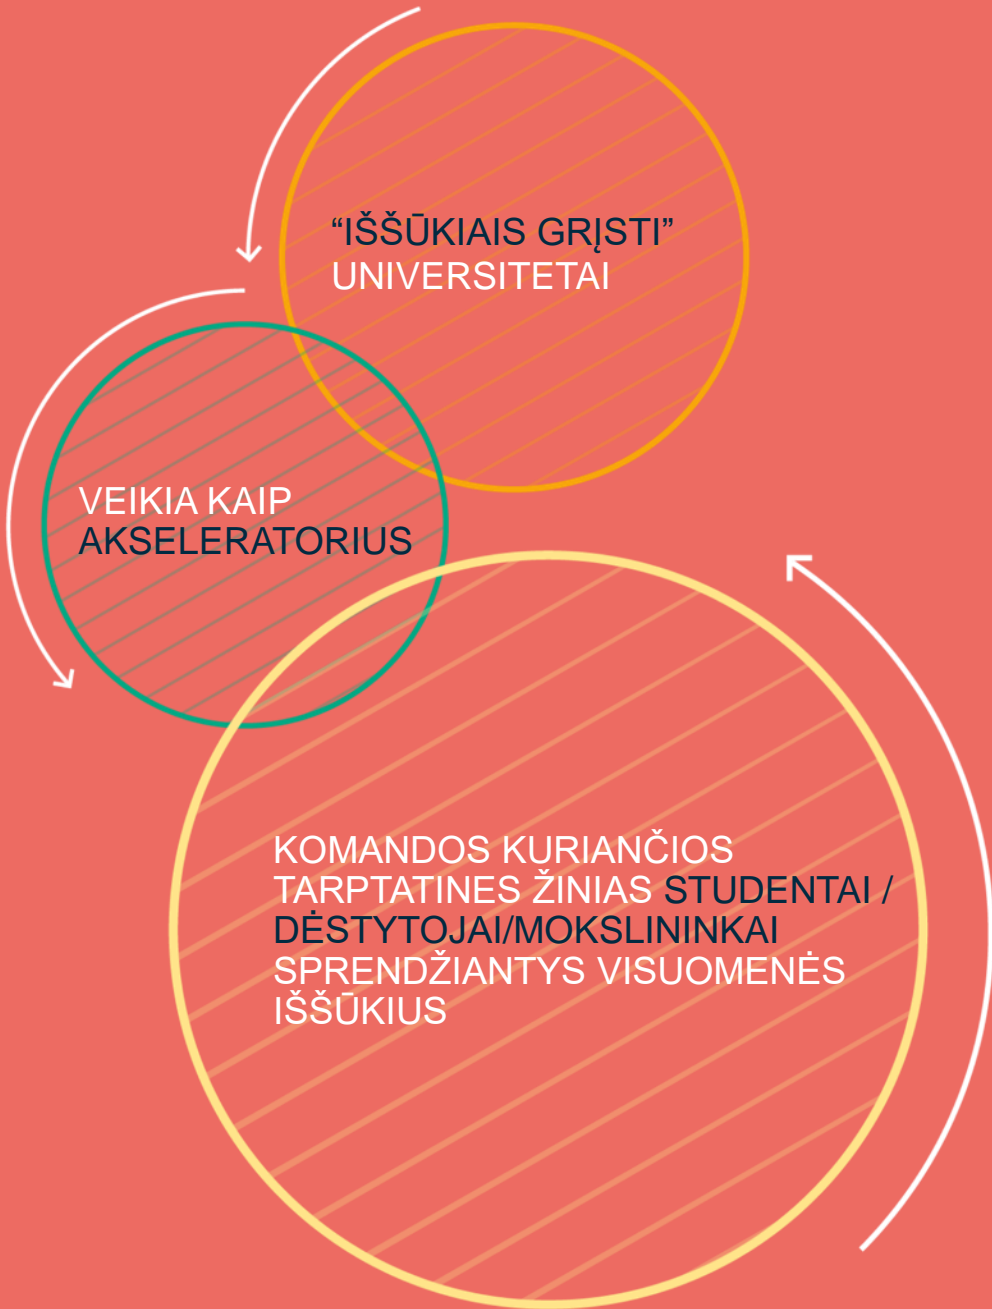 “IŠŠŪKIAIS GRĮSTI”
UNIVERSITETAI
VEIKIA KAIP
AKSELERATORIUS
KOMANDOS KURIANČIOS
TARPTATINES ŽINIAS STUDENTAI /
DĖSTYTOJAI/MOKSLININKAI
SPRENDŽIANTYS VISUOMENĖS
IŠŠŪKIUS